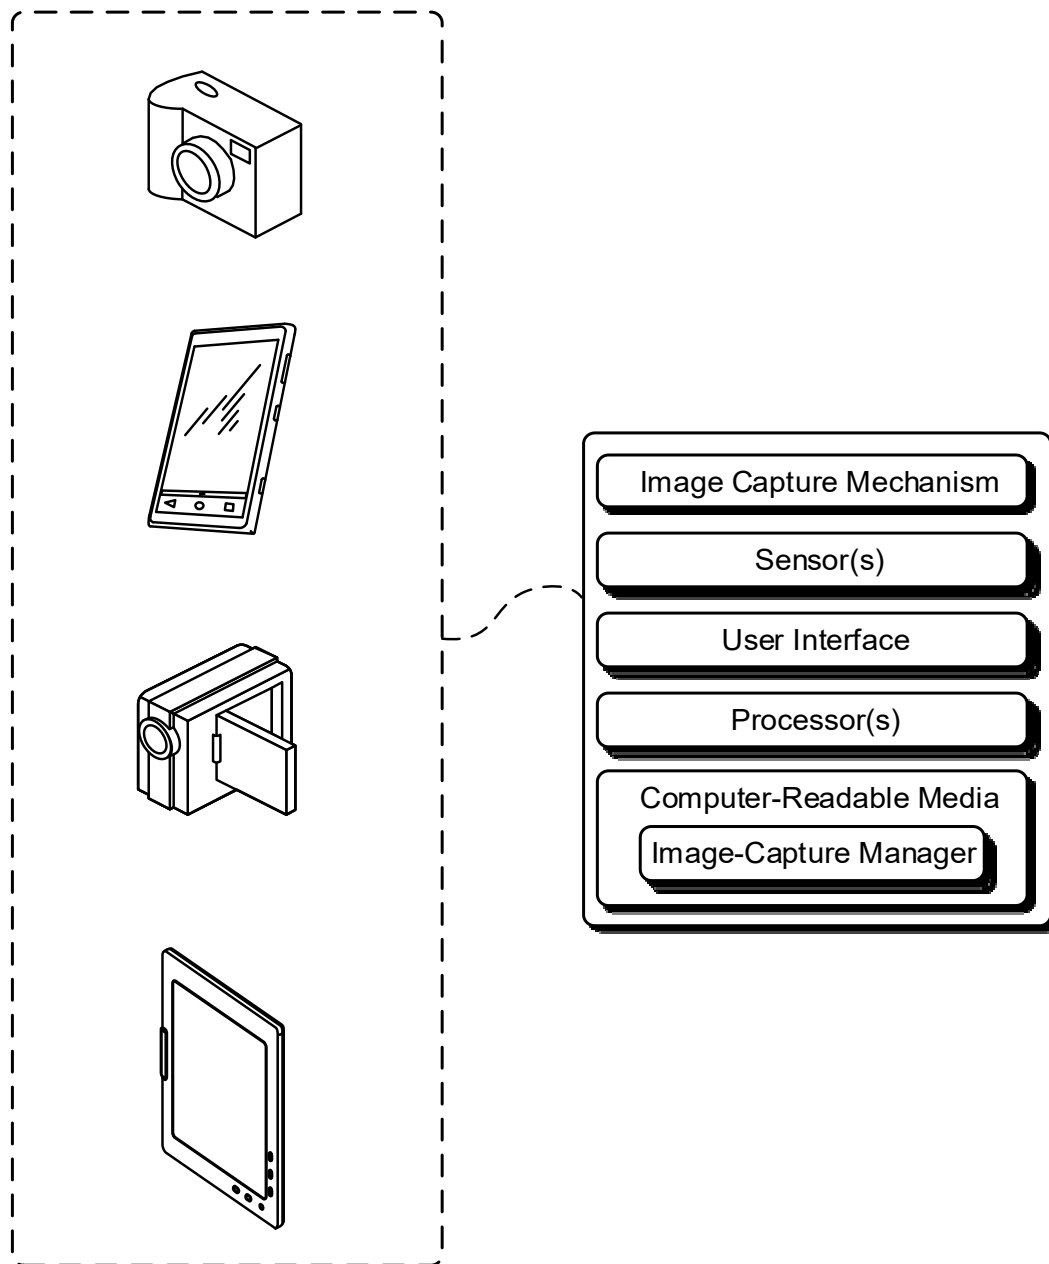 Image Capture Mechanism
Sensor(s)
User Interface
Processor(s)
Computer-Readable Media
Image-Capture Manager